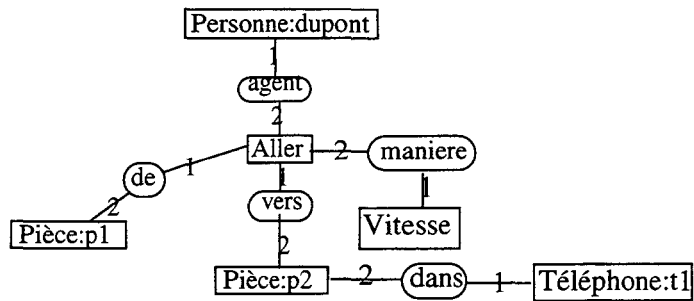 Personne:dupont
1
agent
2
Aller
2
maniere
1
de
2
1
vers
2
1
Vitesse
Pièce:p1
Pièce:p2
2
dans
1
Téléphone:t1